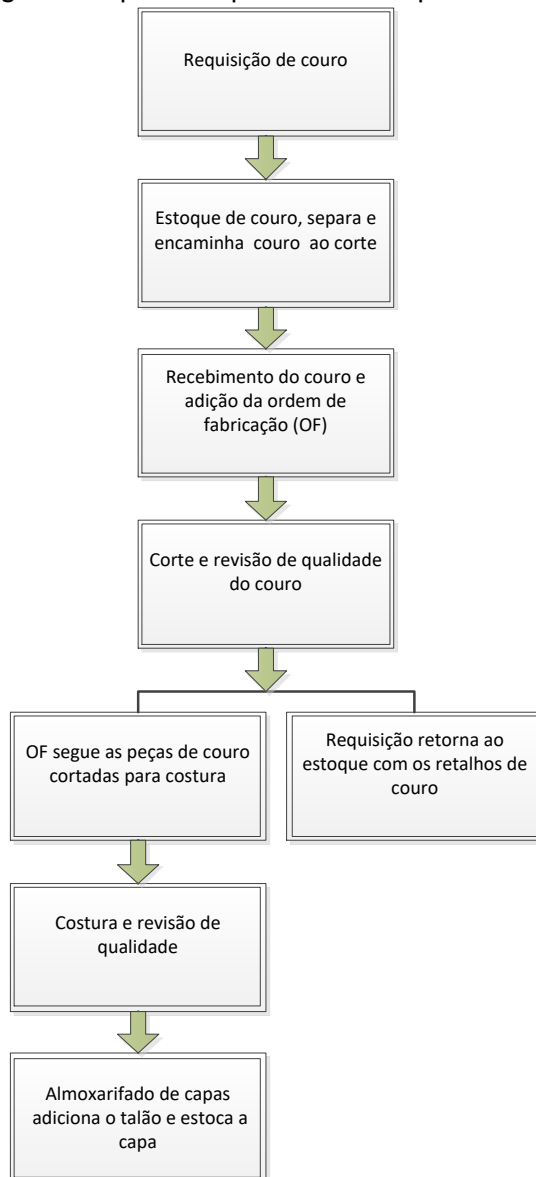 Requisição de couro
Estoque de couro, separa e
encaminha couro ao corte
Recebimento do couro e
adição da ordem de
fabricação (OF)
Corte e revisão de qualidade
do couro
OF segue as peças de couro
cortadas para costura
Requisição retorna ao
estoque com os retalhos de
couro
Costura e revisão de
qualidade
Almoxarifado de capas
adiciona o talão e estoca a
capa